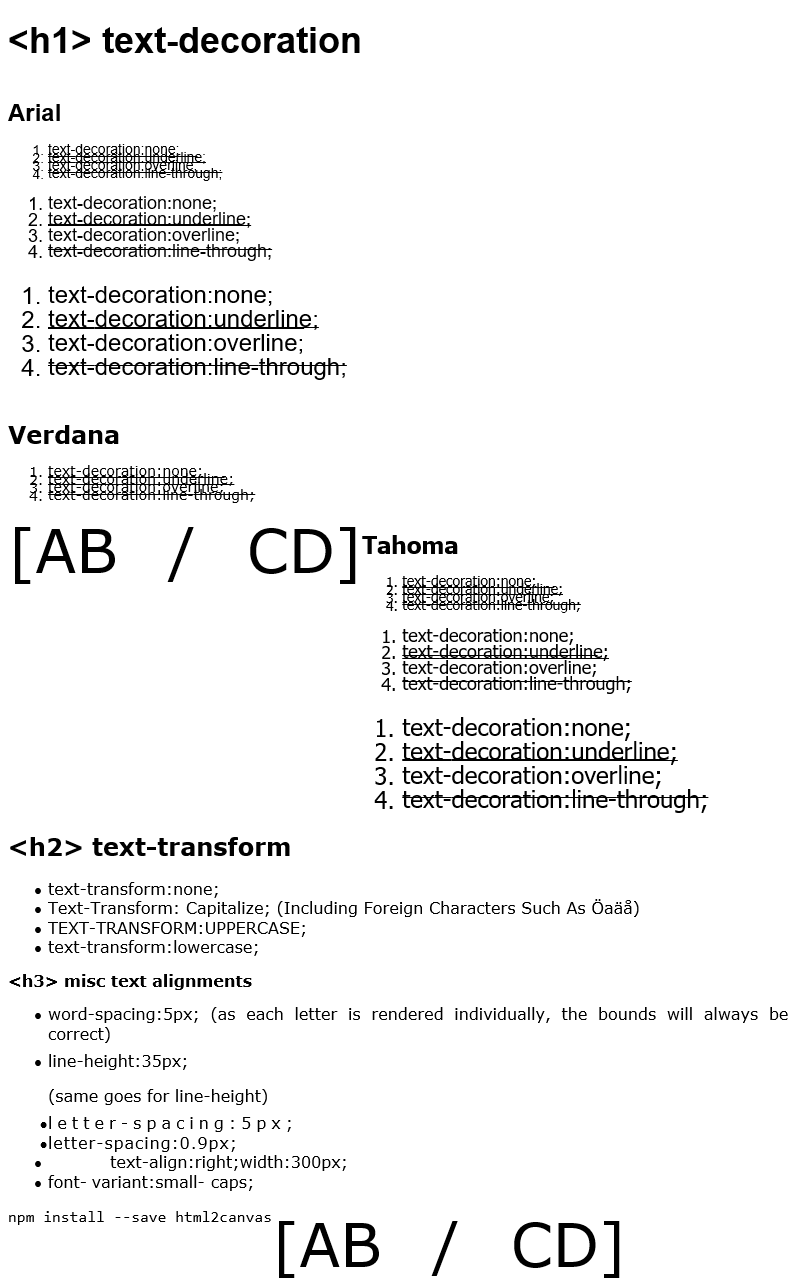 <h1> text-decoration
Arial
1. text-decoration:none;
2. text-decoration:underline;
3. text-decoration:overline;
4. text-decoration:line-through;
1. text-decoration:none;
2. text-decoration:underline;
3. text-decoration:overline;
4. text-decoration:line-through;
1. text-decoration:none;
2. text-decoration:underline;
3. text-decoration:overline;
4. text-decoration:line-through;
Verdana
1. text-decoration:none;
2. text-decoration:underline;
3. text-decoration:overline;
4. text-decoration:line-through;
[AB / CD]
Tahoma
1. text-decoration:none;
2. text-decoration:underline;
3. text-decoration:overline;
4. text-decoration:line-through;
1. text-decoration:none;
2. text-decoration:underline;
3. text-decoration:overline;
4. text-decoration:line-through;
1. text-decoration:none;
2. text-decoration:underline;
3. text-decoration:overline;
4. text-decoration:line-through;
<h2> text-transform
• text-transform:none;
• Text-Transform: Capitalize; (Including Foreign Characters Such As Öaäå)
• TEXT-TRANSFORM:UPPERCASE;
• text-transform:lowercase;
<h3> misc text alignments
• word-spacing:5px; (as each letter is rendered individually, the bounds will always be
correct)
• line-height:35px;
(same goes for line-height)
•letter-spacing:5px;
•letter-spacing:0.9px;
• text-align:right;width:300px;
• font- variant:small- caps;
npm install --save html2canvas
[AB / CD]